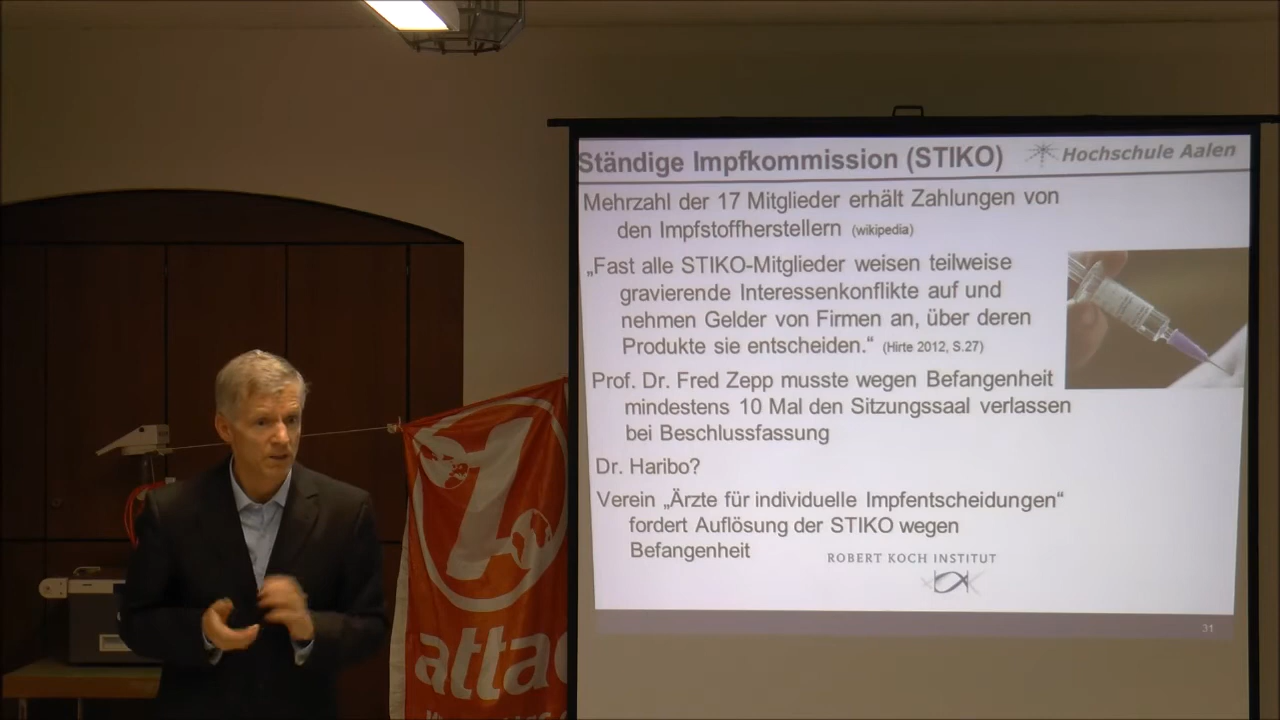 Ständige Impfkommission (STIKO)
Hochschule Aalen
Mehrzahl der 17 Mitglieder erhält Zahlungen von
den Impfstoffherstellern (wikipedia)
„Fast alle STIKO-Mitglieder weisen teilweise
gravierende Interessenkonflikte auf und
nehmen Gelder von Firmen an, über deren
Produkte sie entscheiden.“ (Hirte 2012, S.27)
Prof. Dr. Fred Zepp musste wegen Befangenheit
mindestens 10 Mal den Sitzungssaal verlassen
bei Beschlussfassung
Dr. Haribo?
Verein „Ärzte für individuelle Impfentscheidungen“
fordert Auflösung der STIKO wegen
Befangenheit
ROBERT KOCH INSTITUT
31
attac